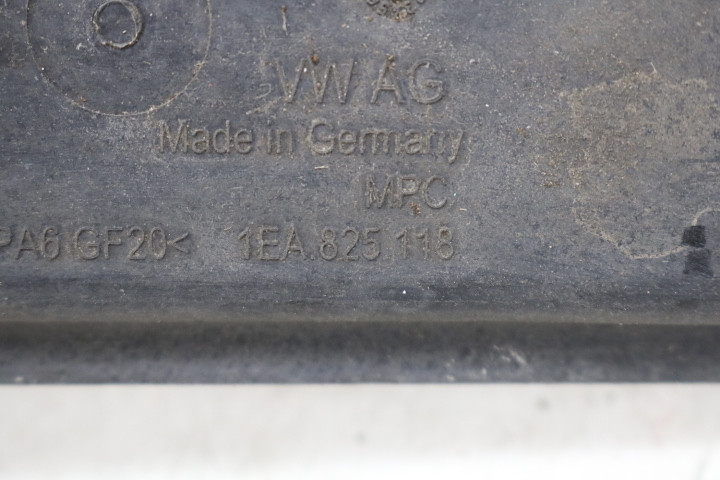 VW AG
Made in Germany
MPC
PA6 GF20< 1EA.825.118